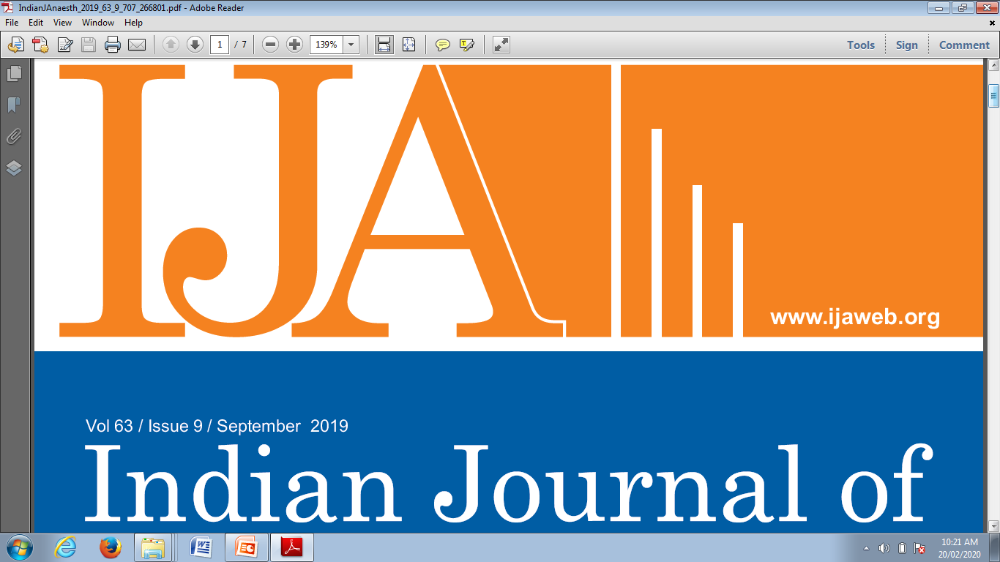 IndianJAnaesth_2019_63_9_707_266801.pdf - Adobe Reader
File Edit View Window Help
1 / 7 139% Tools Sign Comment
IJA
www.ijaweb.org
Vol 63 / Issue 9 / September 2019
Indian Journal of
10:21 AM
20/02/2020